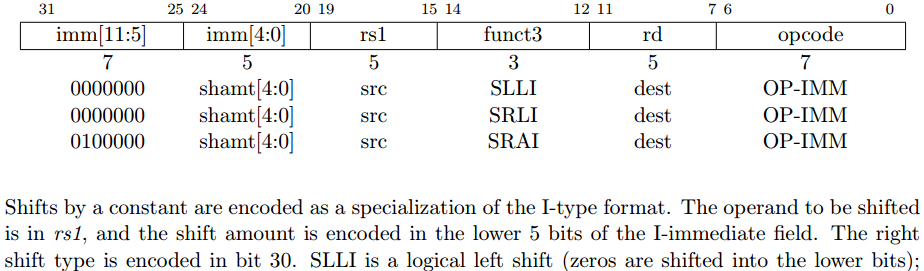 31 25 24 20 19 15 14 12 11 7 6 0
imm[11:5] imm[4:0] rs1 funct3 rd opcode
7 5 5 3 5 7
0000000 shamt[4:0] src SLLI dest OP-IMM
0000000 shamt[4:0] src SRLI dest OP-IMM
0100000 shamt[4:0] src SRAI dest OP-IMM
Shifts by a constant are encoded as a specialization of the I-type format. The operand to be shifted
is in rs1, and the shift amount is encoded in the lower 5 bits of the I-immediate field. The right
shift type is encoded in bit 30. SLLI is a logical left shift (zeros are shifted into the lower bits);